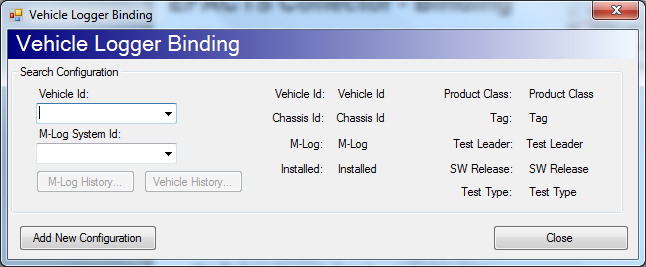 Vehicle Logger Binding
Vehicle Logger Binding
Search Configuration
Vehicle Id:
M-Log System Id:
M-Log History... Vehicle History...
Vehicle Id: Vehicle Id
Chassis Id: Chassis Id
M-Log: M-Log
Installed: Installed
Product Class: Product Class
Tag: Tag
Test Leader: Test Leader
SW Release: SW Release
Test Type: Test Type
Add New Configuration Close